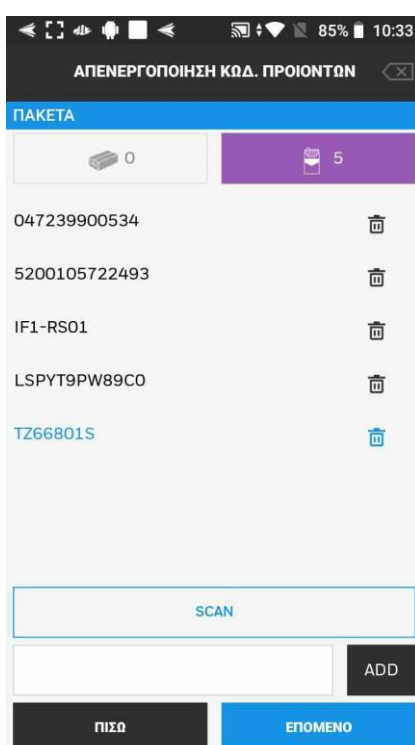 85% 10:33
ΑΠΕΝΕΡΓΟΠΟΙΗΣΗ ΚΩΔ. ΠΡΟΙΟΝΤΩΝ
ΠΑΚΕΤΑ
0 5
047239900534
5200105722493
IF1-RS01
LSPYT9PW89C0
TZ66801S
SCAN
ADD
ΠΙΣΩ ΕΠΟΜΕΝΟ